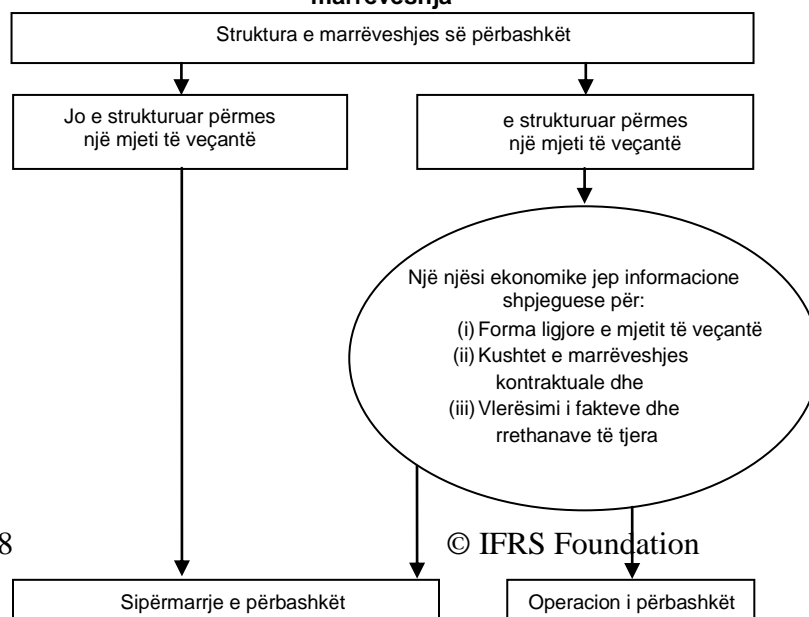 marrëveshja
Struktura e marrëveshjes së përbashkët
Jo e strukturuar përmes
një mjeti të veçantë
e strukturuar përmes
një mjeti të veçantë
Një njësi ekonomike jep informacione
shpjeguese për:
(i) Forma ligjore e mjetit të veçantë
(ii) Kushtet e marrëveshjes
kontraktuale dhe
(iii) Vlerësimi i fakteve dhe
rrethanave të tjera
8
© IFRS Foundation
Sipërmarrje e përbashkët
Operacion i përbashkët